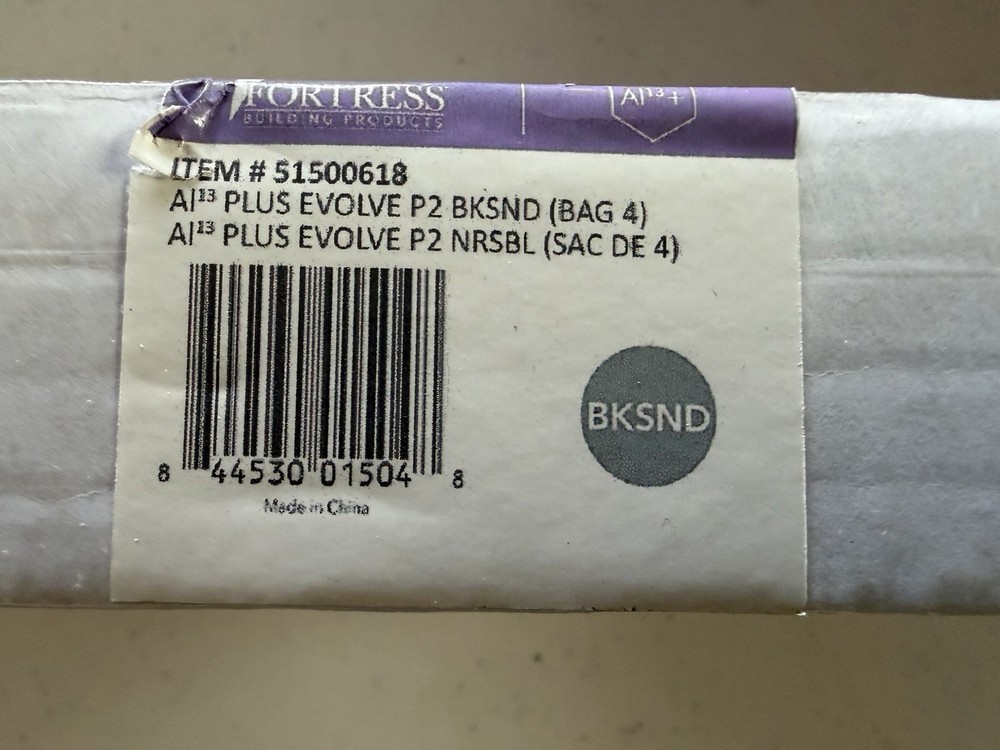 FORTRESS
BUILDING PRODUCTS
Al¹³+
ITEM # 51500618
Al¹³ PLUS EVOLVE P2 BKSND (BAG 4)
Al¹³ PLUS EVOLVE P2 NRSBL (SAC DE 4)
BKSND
8 44530 01504 8
Made in China